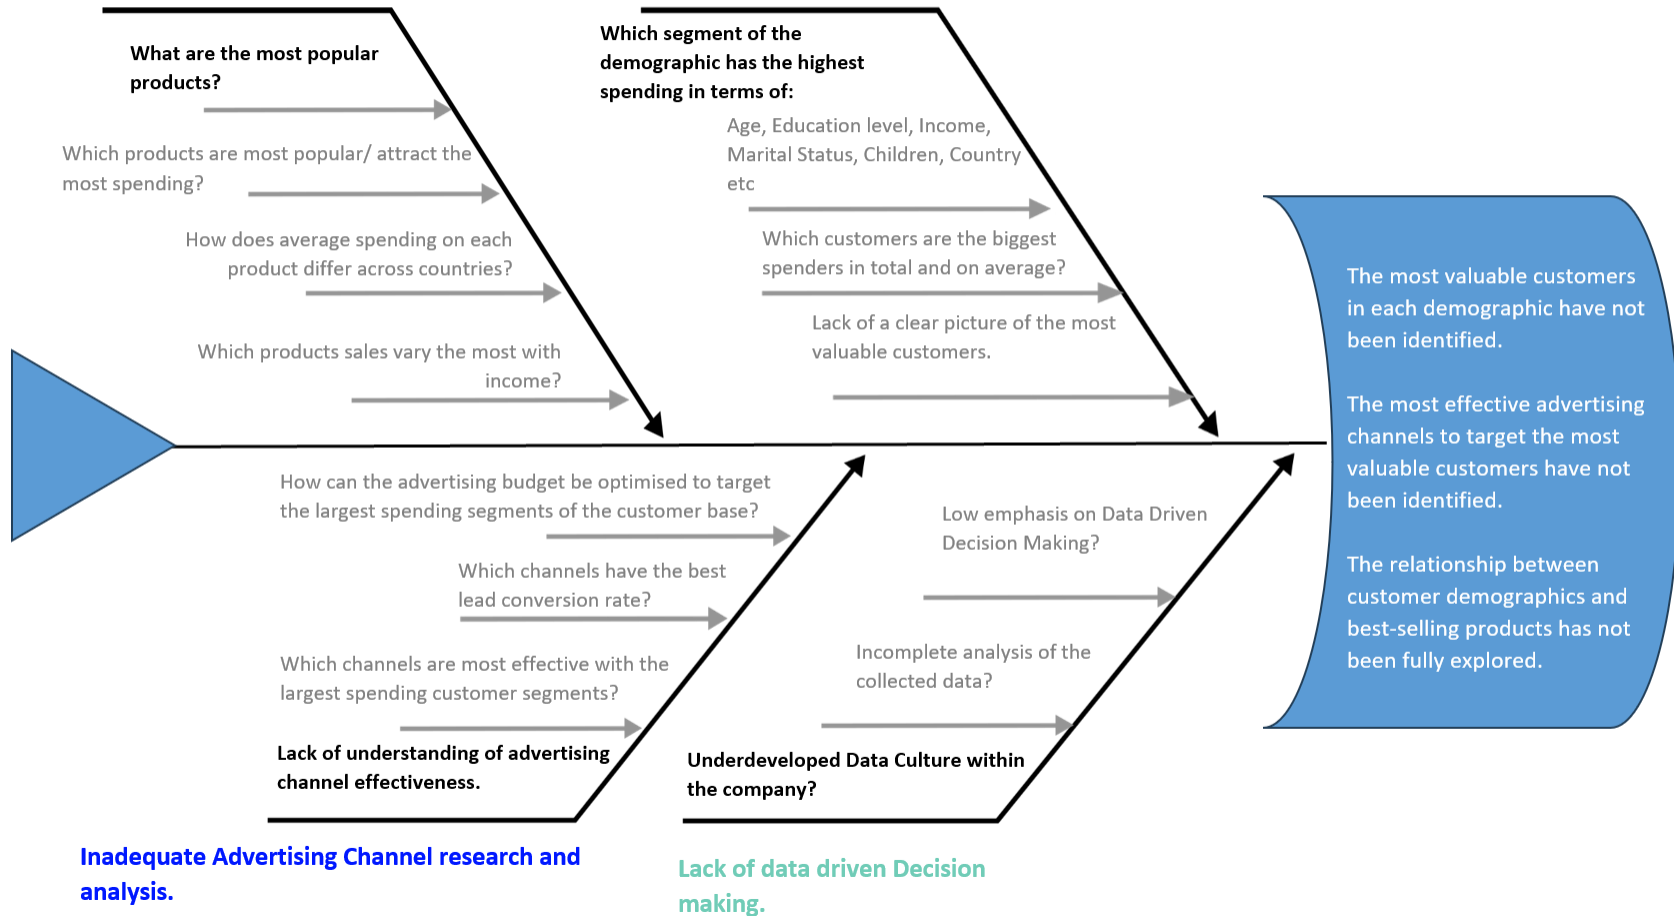 What are the most popular
products?
Which products are most popular/ attract the
most spending?
How does average spending on each
product differ across countries?
Which products sales vary the most with
income?
Which segment of the
demographic has the highest
spending in terms of:
Age, Education level, Income,
Marital Status, Children, Country
etc
Which customers are the biggest
spenders in total and on average?
Lack of a clear picture of the most
valuable customers.
How can the advertising budget be optimised to target
the largest spending segments of the customer base?
Which channels have the best
lead conversion rate?
Which channels are most effective with the
largest spending customer segments?
Lack of understanding of advertising
channel effectiveness.
Inadequate Advertising Channel research and
analysis.
Low emphasis on Data Driven
Decision Making?
Incomplete analysis of the
collected data?
Underdeveloped Data Culture within
the company?
Lack of data driven Decision
making.
The most valuable customers
in each demographic have not
been identified.
The most effective advertising
channels to target the most
valuable customers have not
been identified.
The relationship between
customer demographics and
best-selling products has not
been fully explored.